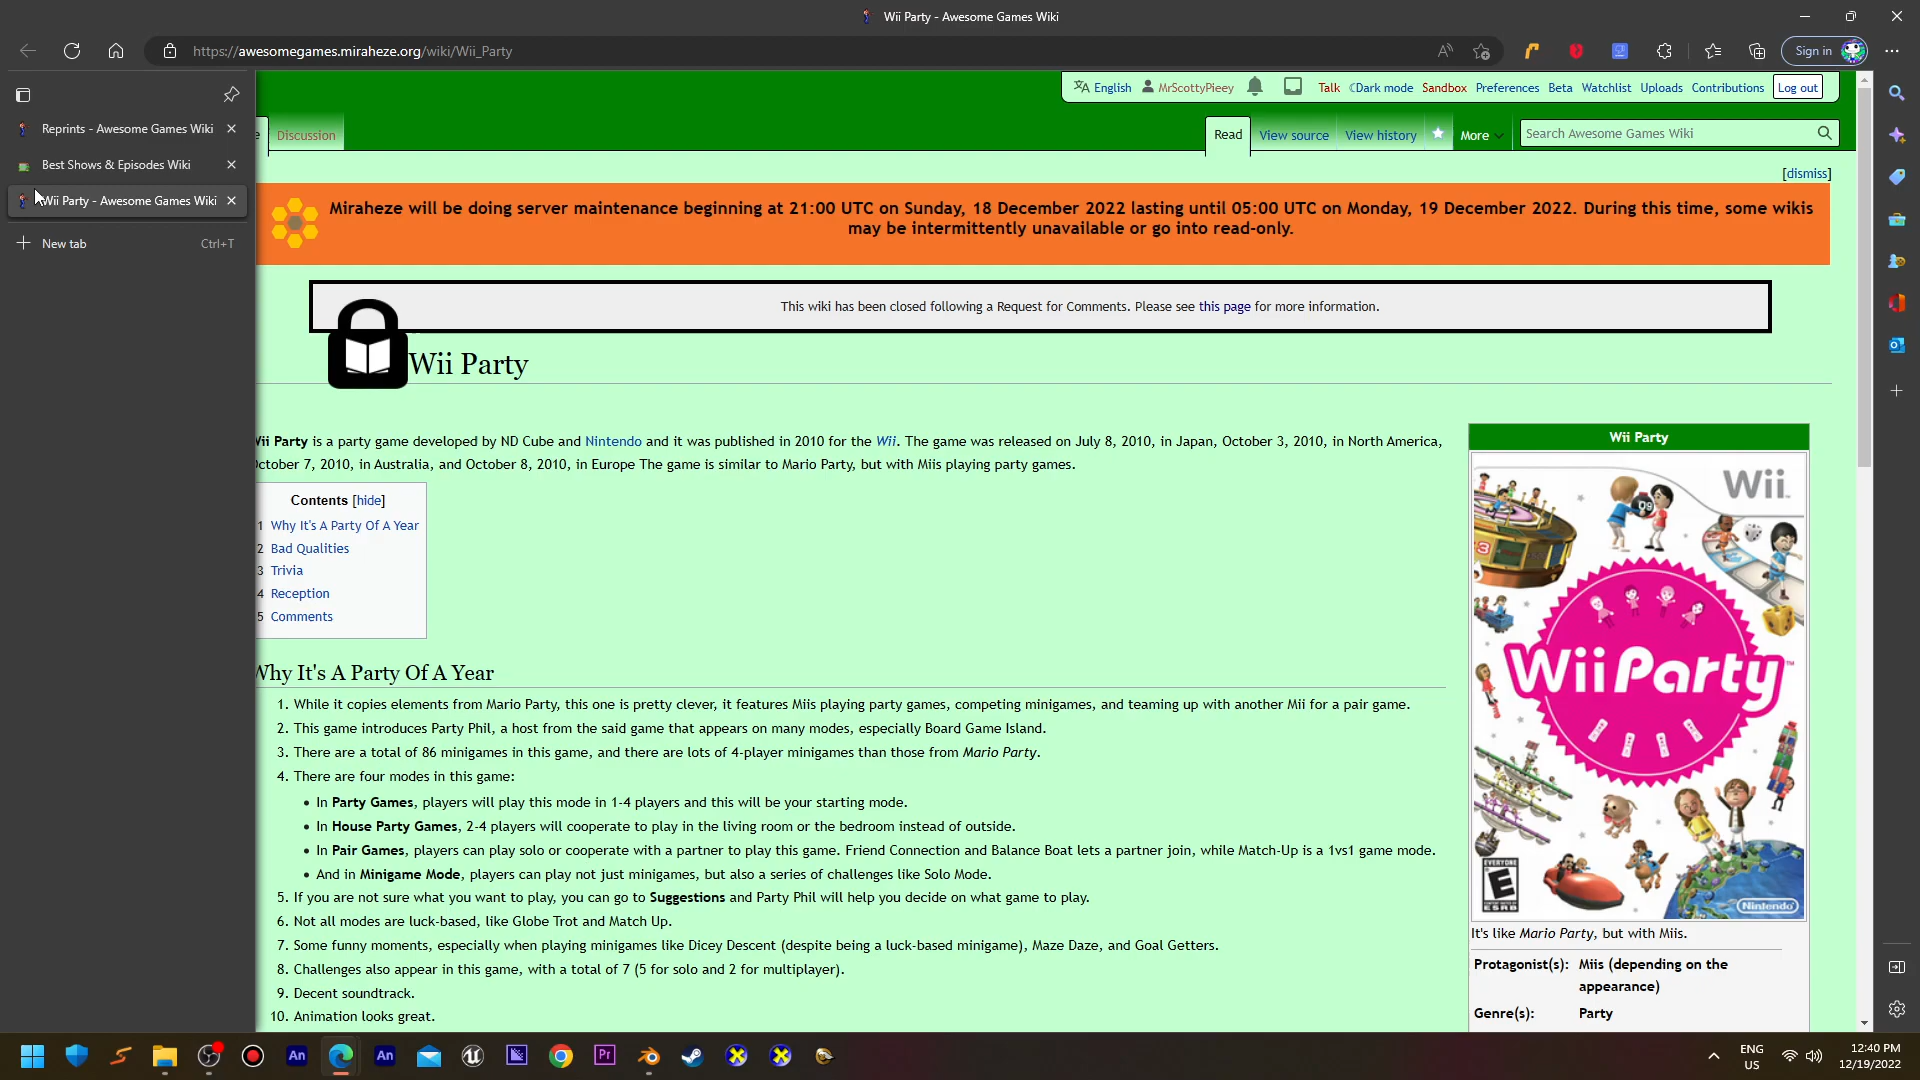 Wii Party - Awesome Games Wiki
https://awesomegames.miraheze.org/wiki/Wii_Party
Sign in
Reprints - Awesome Games Wiki
Best Shows & Episodes Wiki
Wii Party - Awesome Games Wiki
New tab Ctrl+T
English MrScottyPieey Talk Dark mode Sandbox Preferences Beta Watchlist Uploads Contributions Log out
e Discussion Read View source View history More Search Awesome Games Wiki
[dismiss]
Miraheze will be doing server maintenance beginning at 21:00 UTC on Sunday, 18 December 2022 lasting until 05:00 UTC on Monday, 19 December 2022. During this time, some wikis
may be intermittently unavailable or go into read-only.
This wiki has been closed following a Request for Comments. Please see this page for more information.
Wii Party
Wii Party is a party game developed by ND Cube and Nintendo and it was published in 2010 for the Wii. The game was released on July 8, 2010, in Japan, October 3, 2010, in North America,
October 7, 2010, in Australia, and October 8, 2010, in Europe The game is similar to Mario Party, but with Miis playing party games.
Contents [hide]
1 Why It's A Party Of A Year
2 Bad Qualities
3 Trivia
4 Reception
5 Comments
Why It's A Party Of A Year
1. While it copies elements from Mario Party, this one is pretty clever, it features Miis playing party games, competing minigames, and teaming up with another Mii for a pair game.
2. This game introduces Party Phil, a host from the said game that appears on many modes, especially Board Game Island.
3. There are a total of 86 minigames in this game, and there are lots of 4-player minigames than those from Mario Party.
4. There are four modes in this game:
• In Party Games, players will play this mode in 1-4 players and this will be your starting mode.
• In House Party Games, 2-4 players will cooperate to play in the living room or the bedroom instead of outside.
• In Pair Games, players can play solo or cooperate with a partner to play this game. Friend Connection and Balance Boat lets a partner join, while Match-Up is a 1vs1 game mode.
• And in Minigame Mode, players can play not just minigames, but also a series of challenges like Solo Mode.
5. If you are not sure what you want to play, you can go to Suggestions and Party Phil will help you decide on what game to play.
6. Not all modes are luck-based, like Globe Trot and Match Up.
7. Some funny moments, especially when playing minigames like Dicey Descent (despite being a luck-based minigame), Maze Daze, and Goal Getters.
8. Challenges also appear in this game, with a total of 7 (5 for solo and 2 for multiplayer).
9. Decent soundtrack.
10. Animation looks great.
Wii Party
Wii
09
3
Wii Party
EVERYONE
E
ESRB
Nintendo
It's like Mario Party, but with Miis.
Protagonist(s): Miis (depending on the
appearance)
Genre(s): Party
An
An
Pr
ENG
US
12:40 PM
12/19/2022